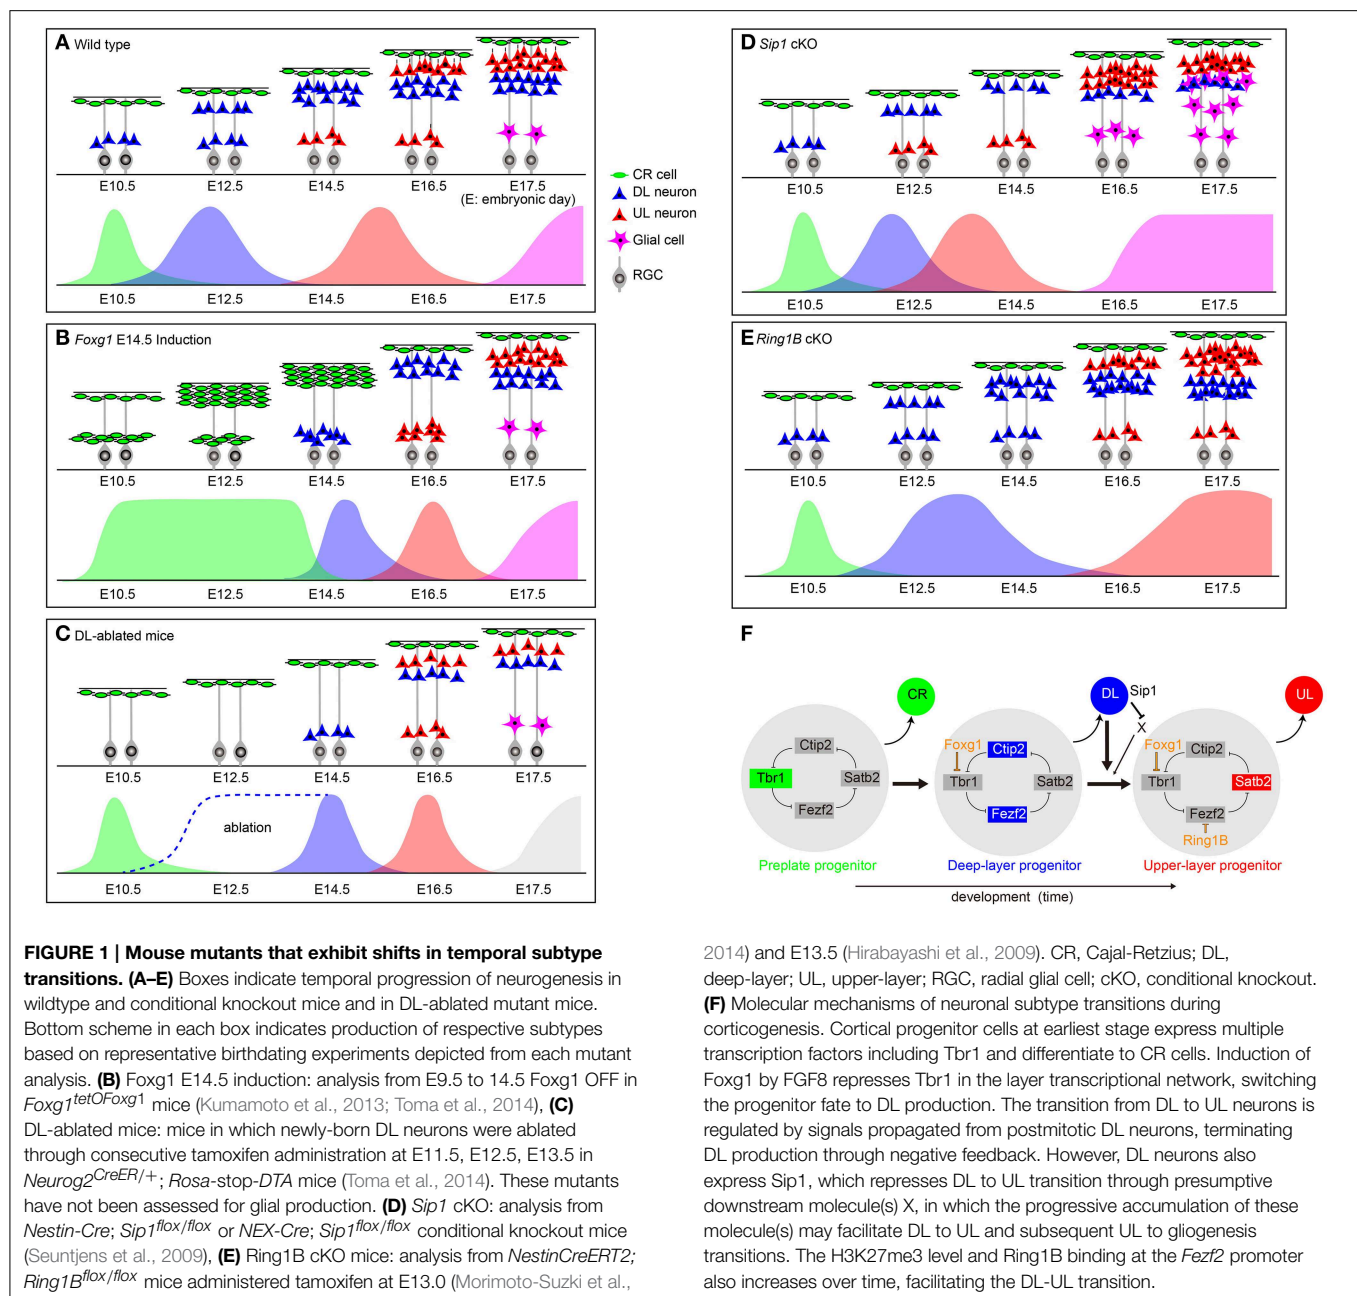 A Wild type
E10.5
E12.5
E14.5
E16.5
E17.5
(E: embryonic day)
E10.5
E12.5
E14.5
E16.5
E17.5
CR cell
DL neuron
UL neuron
Glial cell
RGC
B Foxg1 E14.5 Induction
E10.5
E12.5
E14.5
E16.5
E17.5
E10.5
E12.5
E14.5
E16.5
E17.5
C DL-ablated mice
E10.5
E12.5
E14.5
E16.5
E17.5
ablation
E10.5
E12.5
E14.5
E16.5
E17.5
D Sip1 cKO
E10.5
E12.5
E14.5
E16.5
E17.5
E10.5
E12.5
E14.5
E16.5
E17.5
E Ring1B cKO
E10.5
E12.5
E14.5
E16.5
E17.5
E10.5
E12.5
E14.5
E16.5
E17.5
F
CR
DL
Sip1
UL
X
Ctip2
Tbr1
Satb2
Fezf2
Foxg1
Ctip2
Tbr1
Satb2
Fezf2
Foxg1
Ctip2
Tbr1
Satb2
Fezf2
Ring1B
Preplate progenitor
Deep-layer progenitor
Upper-layer progenitor
development (time)
FIGURE 1 | Mouse mutants that exhibit shifts in temporal subtype
transitions. (A–E) Boxes indicate temporal progression of neurogenesis in
wildtype and conditional knockout mice and in DL-ablated mutant mice.
Bottom scheme in each box indicates production of respective subtypes
based on representative birthdating experiments depicted from each mutant
analysis. (B) Foxg1 E14.5 induction: analysis from E9.5 to 14.5 Foxg1 OFF in
Foxg1tetOFoxg1 mice (Kumamoto et al., 2013; Toma et al., 2014), (C)
DL-ablated mice: mice in which newly-born DL neurons were ablated
through consecutive tamoxifen administration at E11.5, E12.5, E13.5 in
Neurog2CreER/+; Rosa-stop-DTA mice (Toma et al., 2014). These mutants
have not been assessed for glial production. (D) Sip1 cKO: analysis from
Nestin-Cre; Sip1flox/flox or NEX-Cre; Sip1flox/flox conditional knockout mice
(Seuntjens et al., 2009), (E) Ring1B cKO mice: analysis from NestinCreERT2;
Ring1Bflox/flox mice administered tamoxifen at E13.0 (Morimoto-Suzki et al.,
2014) and E13.5 (Hirabayashi et al., 2009). CR, Cajal-Retzius; DL,
deep-layer; UL, upper-layer; RGC, radial glial cell; cKO, conditional knockout.
(F) Molecular mechanisms of neuronal subtype transitions during
corticogenesis. Cortical progenitor cells at earliest stage express multiple
transcription factors including Tbr1 and differentiate to CR cells. Induction of
Foxg1 by FGF8 represses Tbr1 in the layer transcriptional network, switching
the progenitor fate to DL production. The transition from DL to UL neurons is
regulated by signals propagated from postmitotic DL neurons, terminating
DL production through negative feedback. However, DL neurons also
express Sip1, which represses DL to UL transition through presumptive
downstream molecule(s) X, in which the progressive accumulation of these
molecule(s) may facilitate DL to UL and subsequent UL to gliogenesis
transitions. The H3K27me3 level and Ring1B binding at the Fezf2 promoter
also increases over time, facilitating the DL-UL transition.